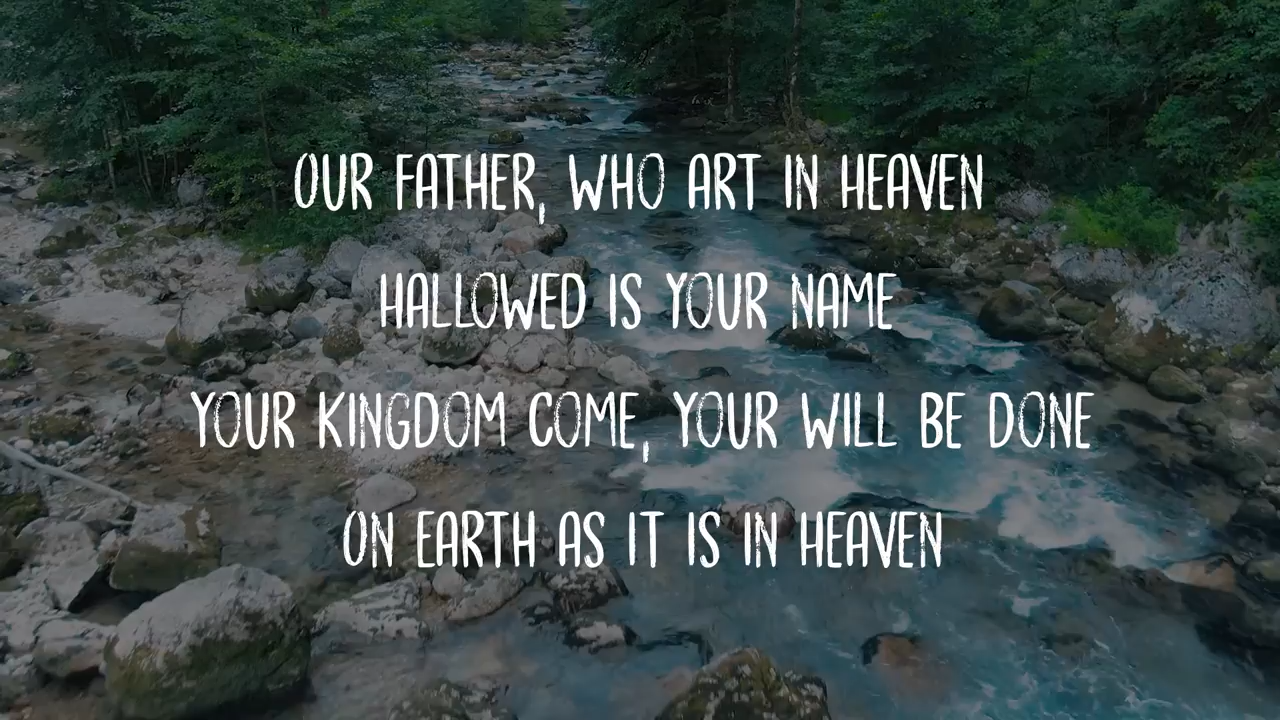 OUR FATHER, WHO ART IN HEAVEN
HALLOWED IS YOUR NAME
YOUR KINGDOM COME, YOUR WILL BE DONE
ON EARTH AS IT IS IN HEAVEN